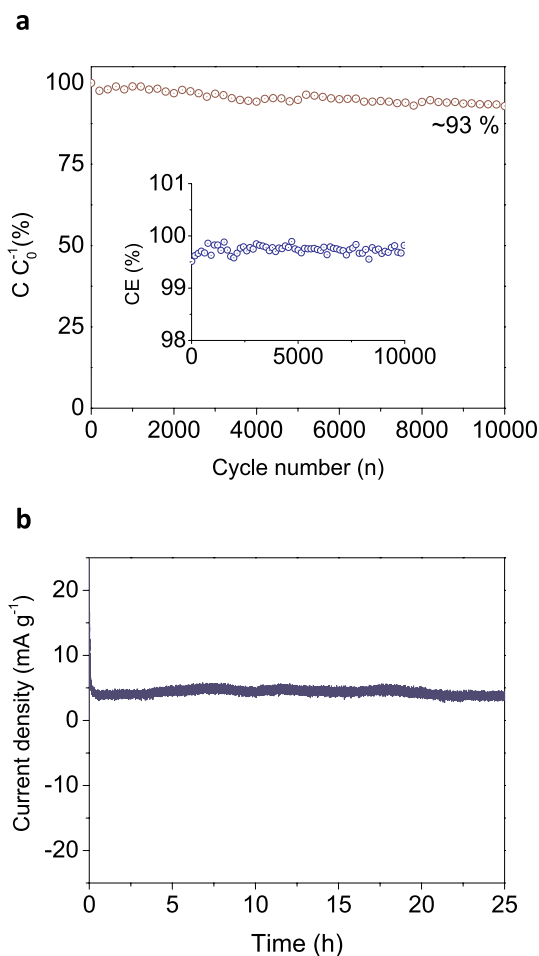 a
100
75
50
25
0
C C₀⁻¹(%)
~93 %
101
100
99
98
CE (%)
0 5000 10000
0 2000 4000 6000 8000 10000
Cycle number (n)
b
20
10
0
-10
-20
Current density (mA g⁻¹)
0 5 10 15 20 25
Time (h)